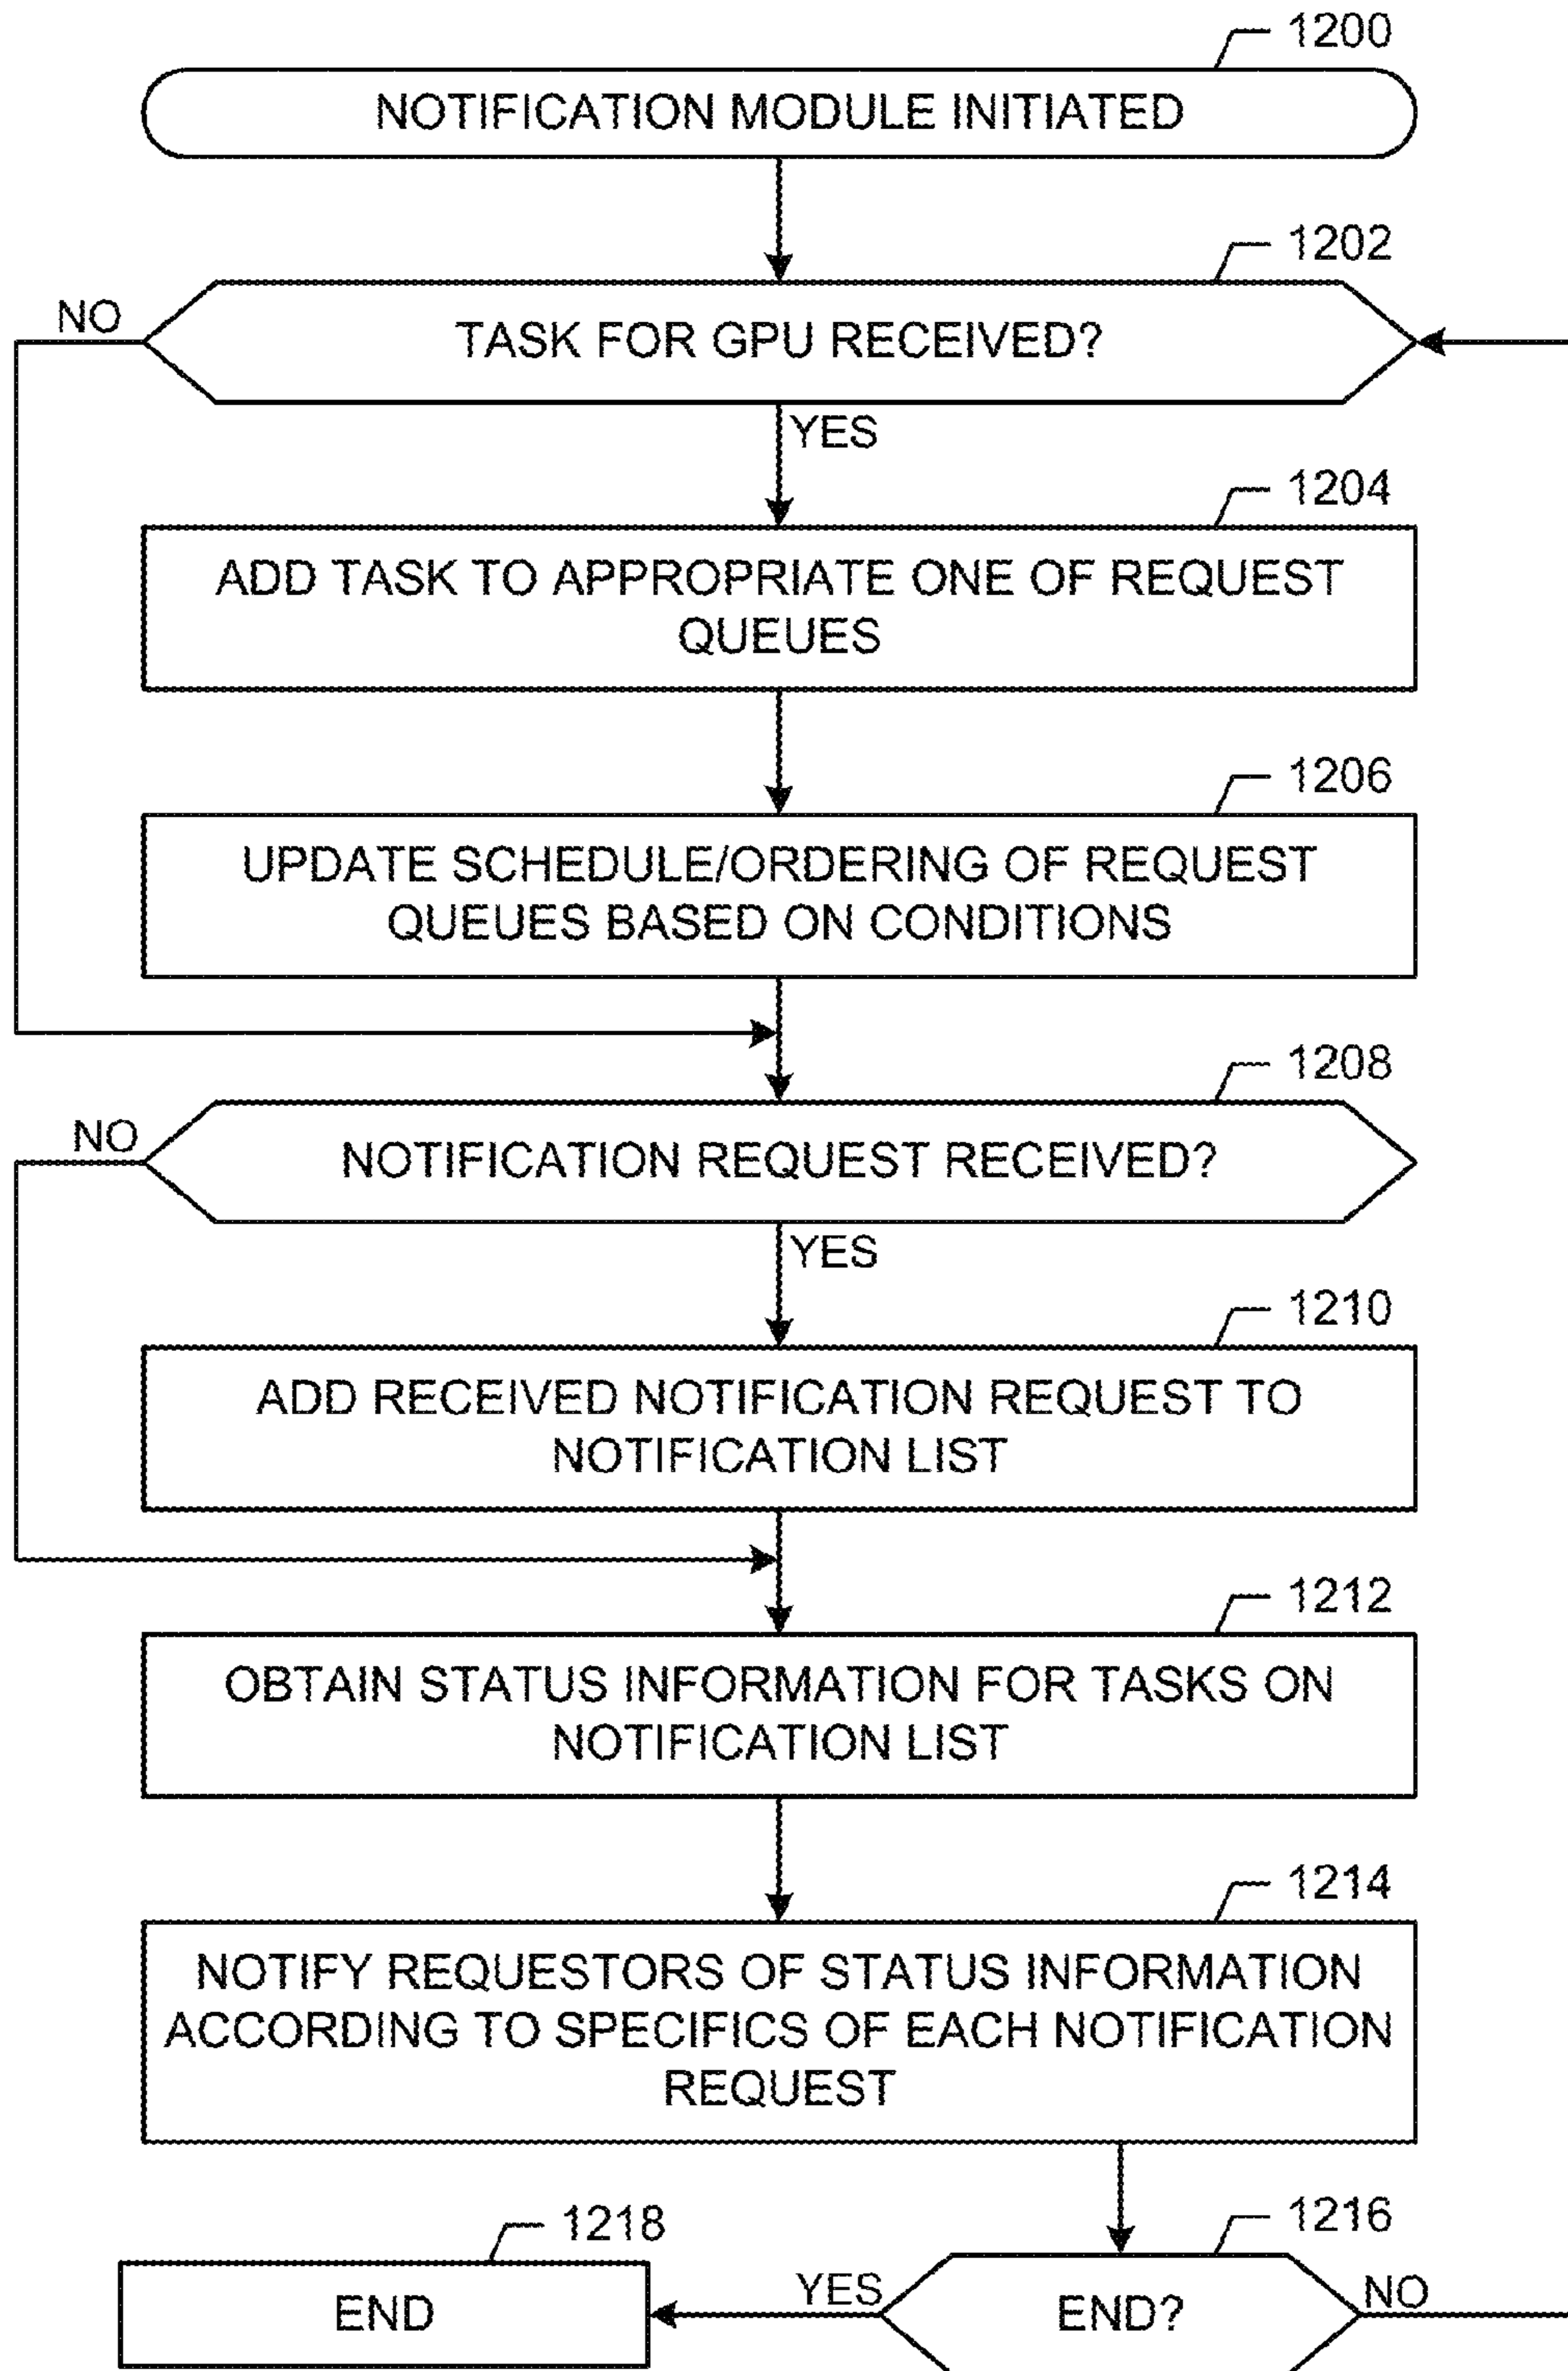 1200
NOTIFICATION MODULE INITIATED
1202
NO
TASK FOR GPU RECEIVED?
YES
1204
ADD TASK TO APPROPRIATE ONE OF REQUEST
QUEUES
1206
UPDATE SCHEDULE/ORDERING OF REQUEST
QUEUES BASED ON CONDITIONS
1208
NO
NOTIFICATION REQUEST RECEIVED?
YES
1210
ADD RECEIVED NOTIFICATION REQUEST TO
NOTIFICATION LIST
1212
OBTAIN STATUS INFORMATION FOR TASKS ON
NOTIFICATION LIST
1214
NOTIFY REQUESTORS OF STATUS INFORMATION
ACCORDING TO SPECIFICS OF EACH NOTIFICATION
REQUEST
1218
1216
END
YES
END?
NO